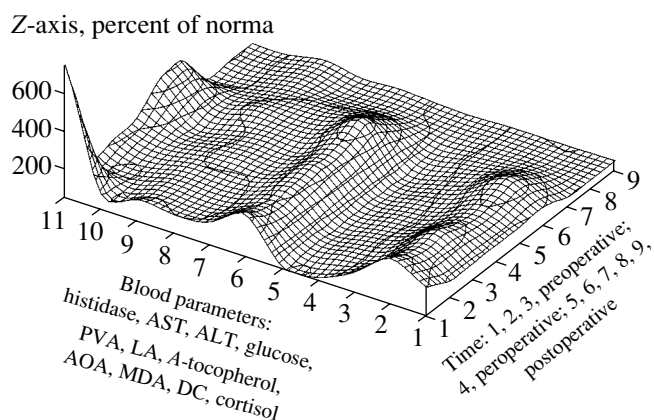 Z-axis, percent of norma
600
400
200
11 10 9 8 7 6 5 4 3 2 1
1 2 3 4 5 6 7 8 9
Blood parameters:
histidase, AST, ALT, glucose,
PVA, LA, A-tocopherol,
AOA, MDA, DC, cortisol
Time: 1, 2, 3, preoperative;
4, peroperative; 5, 6, 7, 8, 9,
postoperative